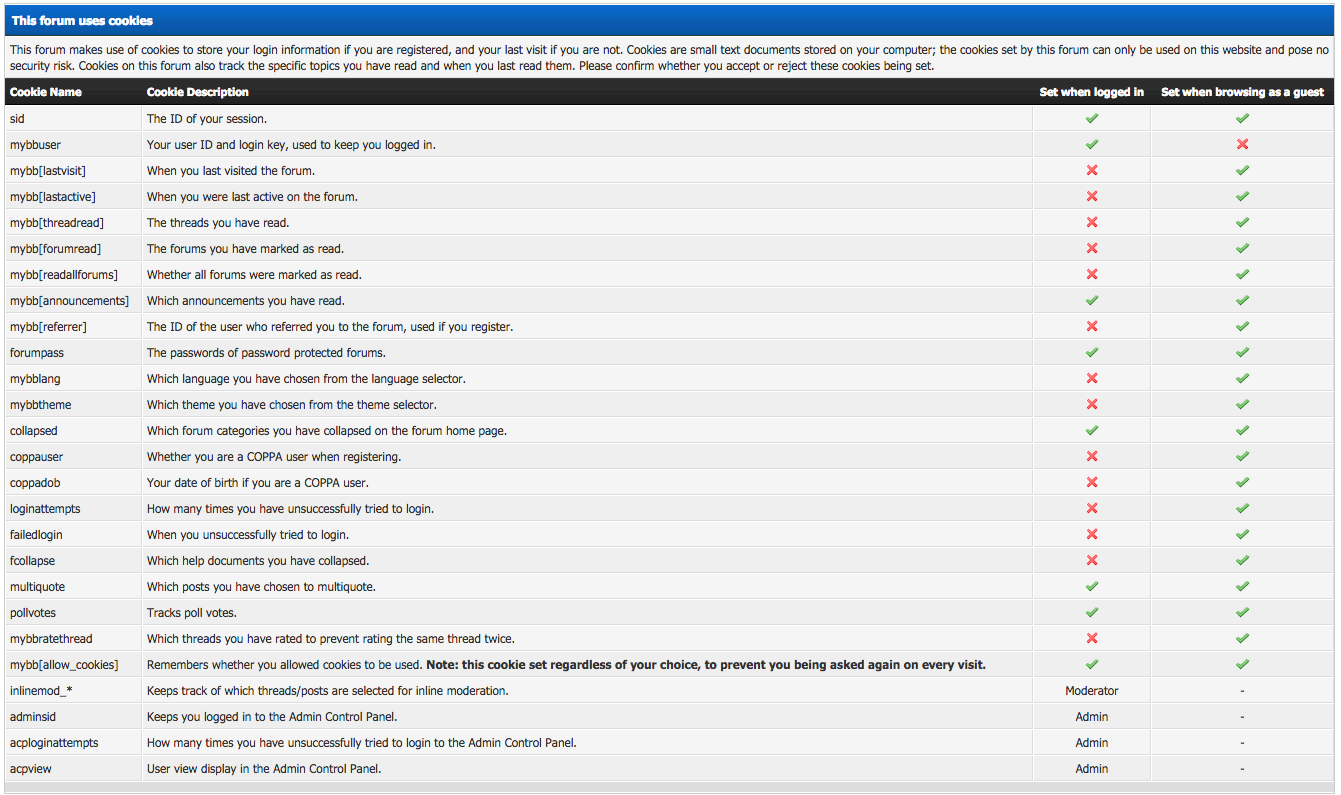 This forum uses cookies
This forum makes use of cookies to store your login information if you are registered, and your last visit if you are not. Cookies are small text documents stored on your computer; the cookies set by this forum can only be used on this website and pose no
security risk. Cookies on this forum also track the specific topics you have read and when you last read them. Please confirm whether you accept or reject these cookies being set.
Cookie Name Cookie Description Set when logged in Set when browsing as a guest
sid The ID of your session.
mybbuser Your user ID and login key, used to keep you logged in.
mybb[lastvisit] When you last visited the forum.
mybb[lastactive] When you were last active on the forum.
mybb[threadread] The threads you have read.
mybb[forumread] The forums you have marked as read.
mybb[readallforums] Whether all forums were marked as read.
mybb[announcements] Which announcements you have read.
mybb[referrer] The ID of the user who referred you to the forum, used if you register.
forumpass The passwords of password protected forums.
mybblang Which language you have chosen from the language selector.
mybbtheme Which theme you have chosen from the theme selector.
collapsed Which forum categories you have collapsed on the forum home page.
coppauser Whether you are a COPPA user when registering.
coppadob Your date of birth if you are a COPPA user.
loginattempts How many times you have unsuccessfully tried to login.
failedlogin When you unsuccessfully tried to login.
fcollapse Which help documents you have collapsed.
multiquote Which posts you have chosen to multiquote.
pollvotes Tracks poll votes.
mybbratethread Which threads you have rated to prevent rating the same thread twice.
mybb[allow_cookies] Remembers whether you allowed cookies to be used. Note: this cookie set regardless of your choice, to prevent you being asked again on every visit.
inlinemod_* Keeps track of which threads/posts are selected for inline moderation. Moderator -
adminsid Keeps you logged in to the Admin Control Panel. Admin -
acploginattempts How many times you have unsuccessfully tried to login to the Admin Control Panel. Admin -
acpview User view display in the Admin Control Panel. Admin -